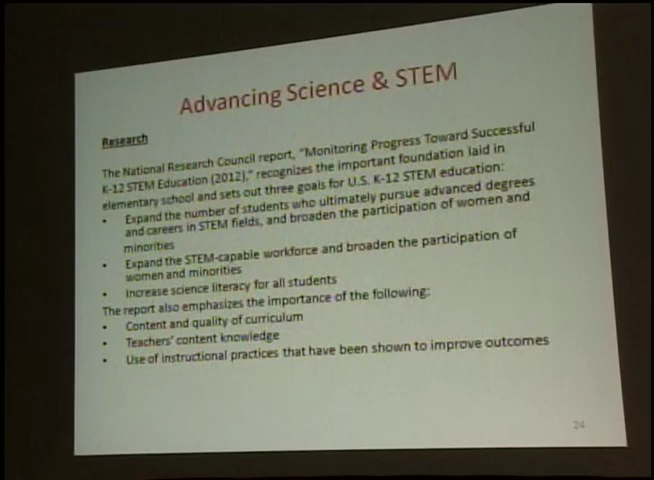 Advancing Science & STEM
Research
The National Research Council report, "Monitoring Progress Toward Successful
K-12 STEM Education (2012)," recognizes the important foundation laid in
elementary school and sets out three goals for U.S. K-12 STEM education:
• Expand the number of students who ultimately pursue advanced degrees
and careers in STEM fields, and broaden the participation of women and
minorities
• Expand the STEM-capable workforce and broaden the participation of
women and minorities
• Increase science literacy for all students
The report also emphasizes the importance of the following:
• Content and quality of curriculum
• Teachers' content knowledge
• Use of instructional practices that have been shown to improve outcomes
24